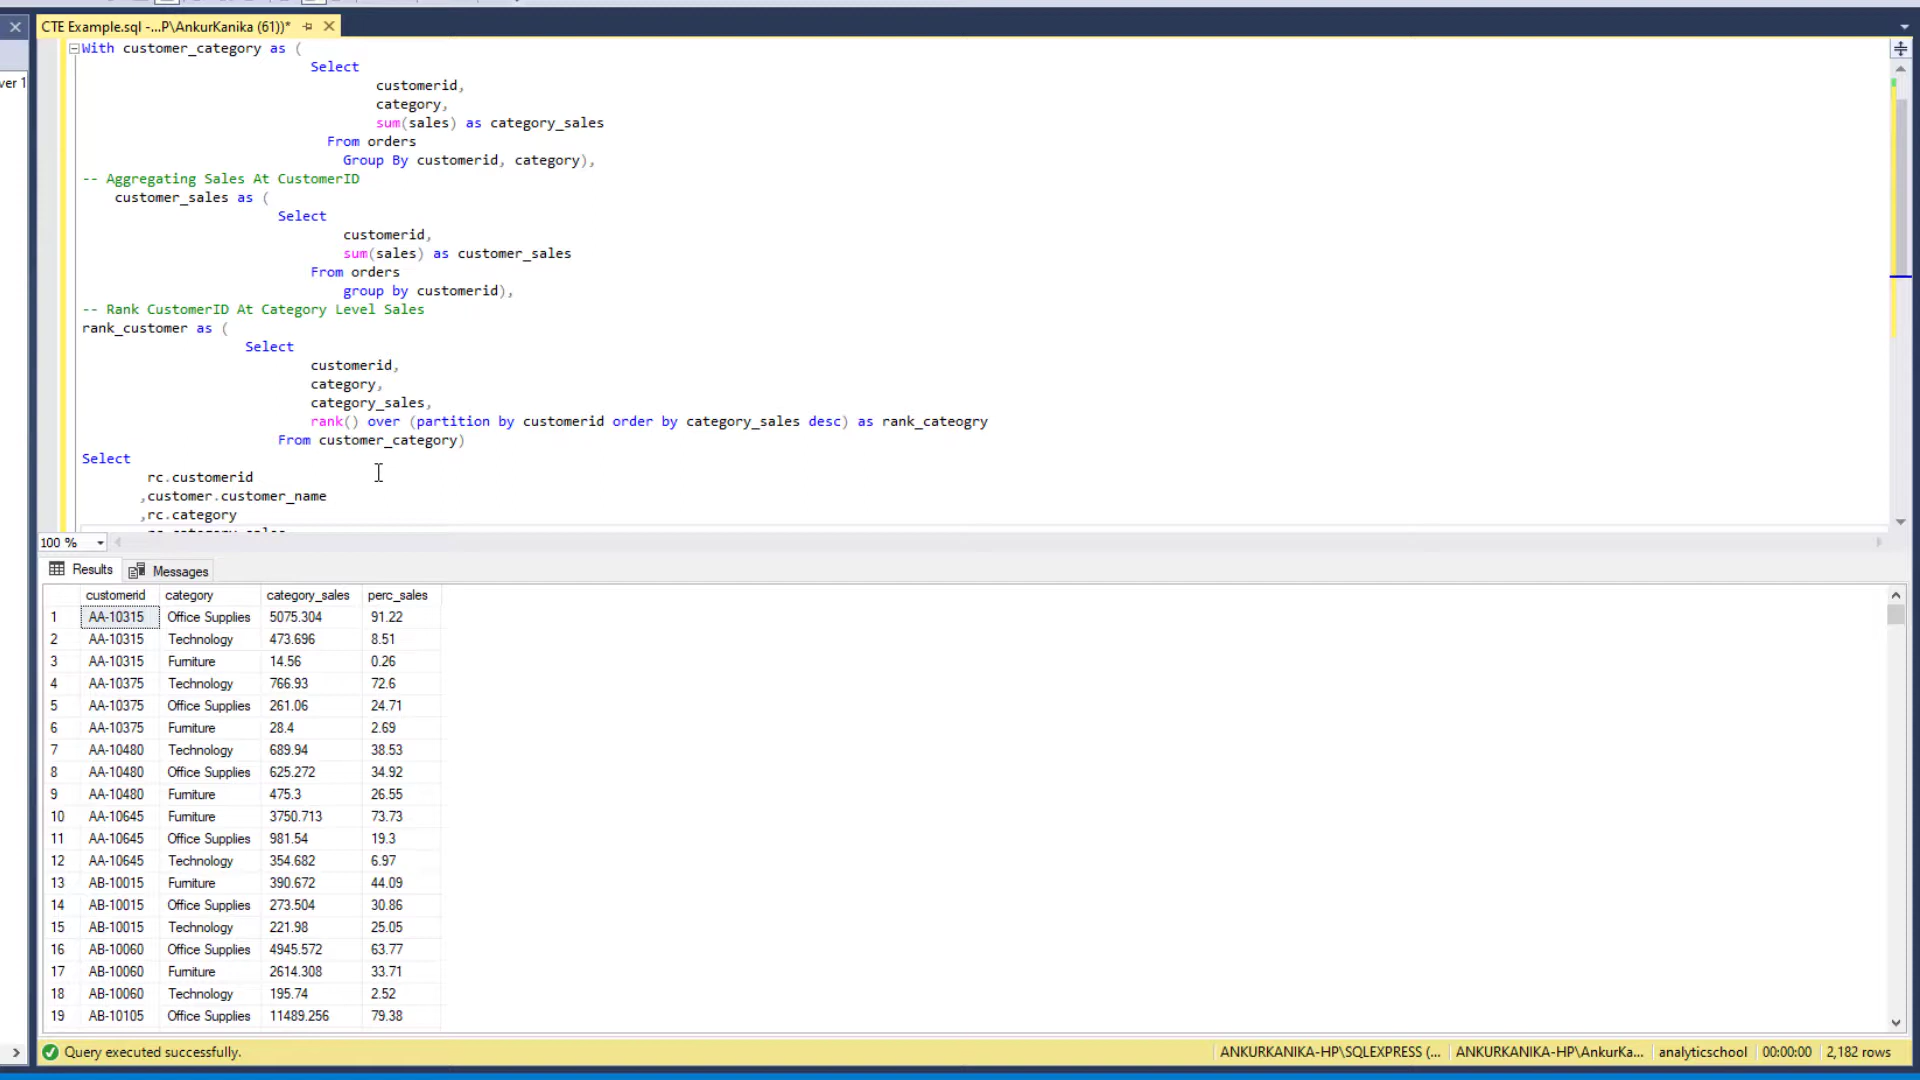 CTE Example.sql -...P\AnkurKanika (61))*
ver 1
With customer_category as (
Select
customerid,
category,
sum(sales) as category_sales
From orders
Group By customerid, category),
-- Aggregating Sales At CustomerID
customer_sales as (
Select
customerid,
sum(sales) as customer_sales
From orders
group by customerid),
-- Rank CustomerID At Category Level Sales
rank_customer as (
Select
customerid,
category,
category_sales,
rank() over (partition by customerid order by category_sales desc) as rank_cateogry
From customer_category)
Select
rc.customerid
,customer.customer_name
,rc.category
100 %
Results Messages
customerid category category_sales perc_sales
1 AA-10315 Office Supplies 5075.304 91.22
2 AA-10315 Technology 473.696 8.51
3 AA-10315 Furniture 14.56 0.26
4 AA-10375 Technology 766.93 72.6
5 AA-10375 Office Supplies 261.06 24.71
6 AA-10375 Furniture 28.4 2.69
7 AA-10480 Technology 689.94 38.53
8 AA-10480 Office Supplies 625.272 34.92
9 AA-10480 Furniture 475.3 26.55
10 AA-10645 Furniture 3750.713 73.73
11 AA-10645 Office Supplies 981.54 19.3
12 AA-10645 Technology 354.682 6.97
13 AB-10015 Furniture 390.672 44.09
14 AB-10015 Office Supplies 273.504 30.86
15 AB-10015 Technology 221.98 25.05
16 AB-10060 Office Supplies 4945.572 63.77
17 AB-10060 Furniture 2614.308 33.71
18 AB-10060 Technology 195.74 2.52
19 AB-10105 Office Supplies 11489.256 79.38
Query executed successfully. ANKURKANIKA-HP\SQLEXPRESS (... ANKURKANIKA-HP\AnkurKa... analyticschool 00:00:00 2,182 rows